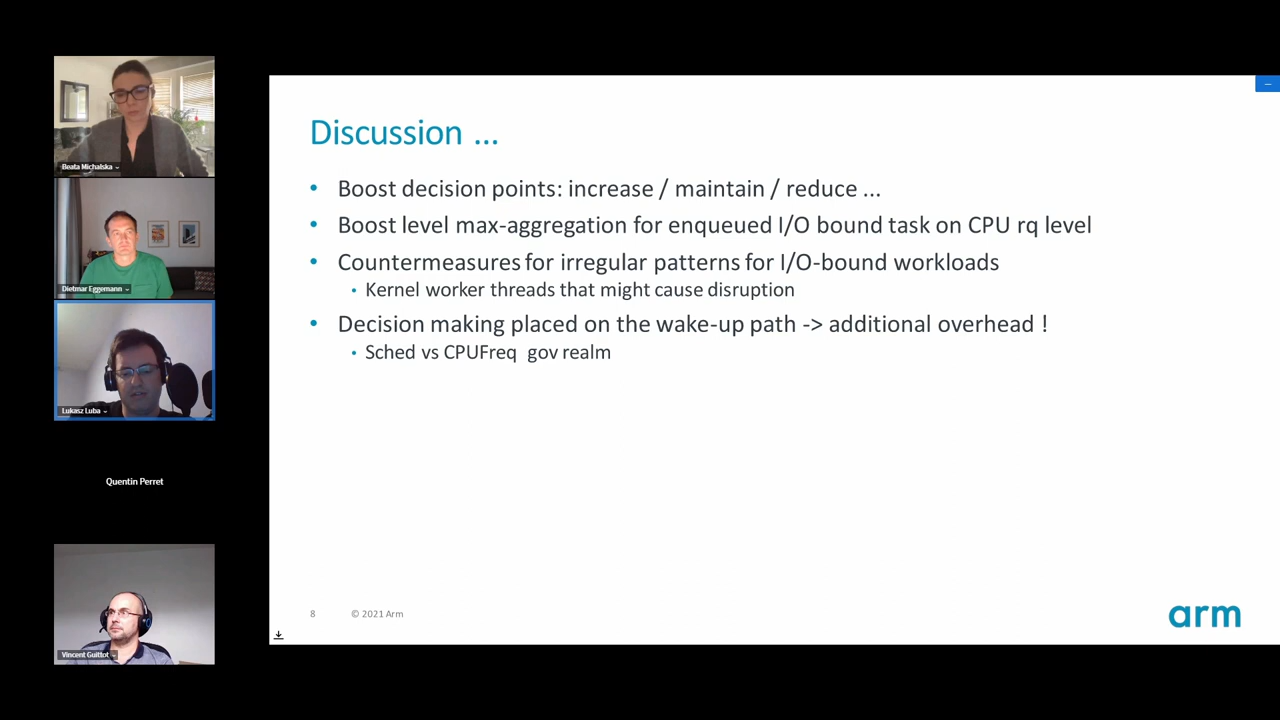 Beata Michalska
Dietmar Eggemann
Lukasz Luba
Quentin Perret
Vincent Guittot
Discussion ...
• Boost decision points: increase / maintain / reduce ...
• Boost level max-aggregation for enqueued I/O bound task on CPU rq level
• Countermeasures for irregular patterns for I/O-bound workloads
• Kernel worker threads that might cause disruption
• Decision making placed on the wake-up path -> additional overhead !
• Sched vs CPUFreq gov realm
8 © 2021 Arm
arm